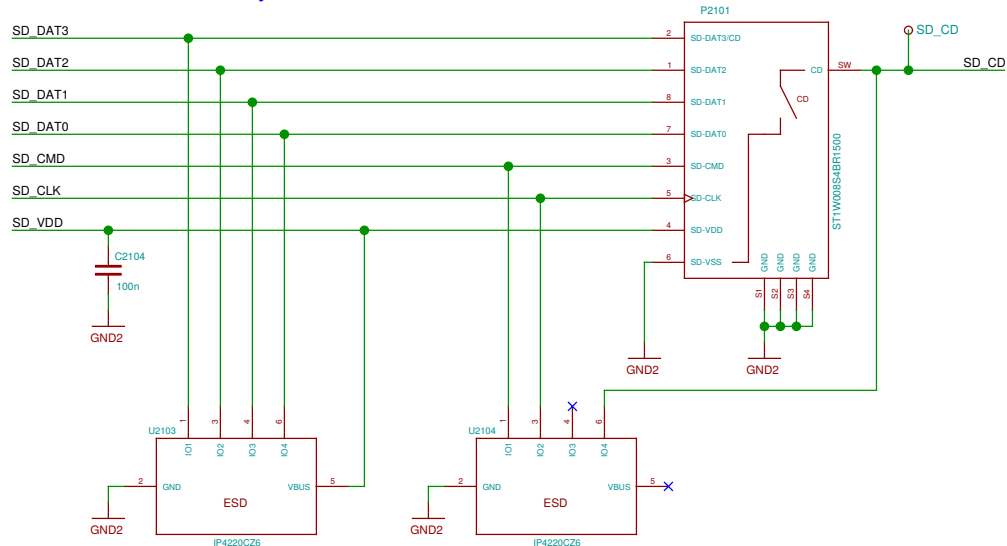 P2101
SD_DAT3
2
SD-DAT3/CD
SD_CD
SD_DAT2
1
SD-DAT2
CD
SW
SD_CD
SD_DAT1
8
SD-DAT1
CD
SD_DAT0
7
SD-DAT0
SD_CMD
3
SD-CMD
SD_CLK
5
SD-CLK
SD_VDD
4
SD-VDD
6
SD-VSS
ST1W008S4BR1500
GND
GND
GND
GND
S1
S2
S3
S4
C2104
100n
GND2
GND2
GND2
U2103
1
3
4
6
IO1
IO2
IO3
IO4
2
GND
VBUS
5
ESD
GND2
IP4220CZ6
U2104
1
3
4
6
IO1
IO2
IO3
IO4
2
GND
VBUS
5
ESD
GND2
IP4220CZ6